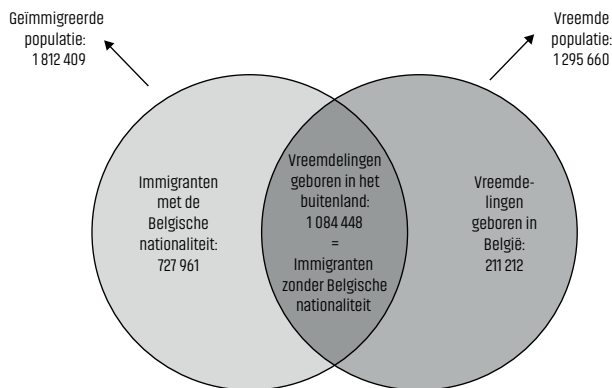 Geïmmigreerde
populatie:
1 812 409
Vreemde
populatie:
1 295 660
Immigranten
met de
Belgische
nationaliteit:
727 961
Vreemdelingen
geboren in het
buitenland:
1 084 448
=
Immigranten
zonder Belgische
nationaliteit
Vreemde-
lingen
geboren in
België:
211 212